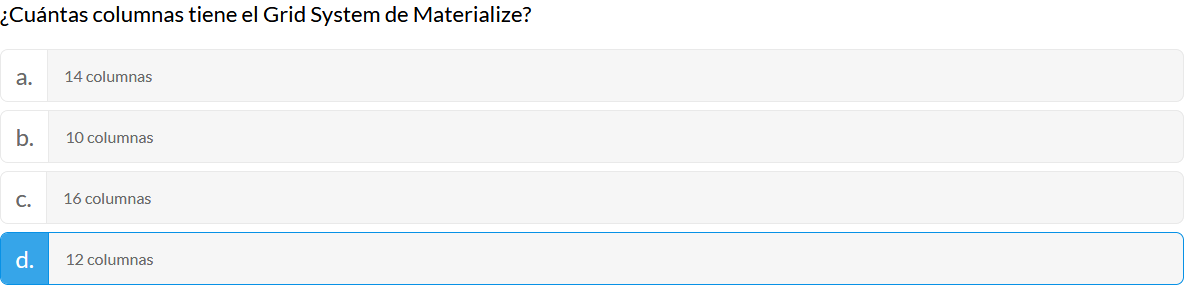 ¿Cuántas columnas tiene el Grid System de Materialize?
a. 14 columnas
b. 10 columnas
c. 16 columnas
d. 12 columnas